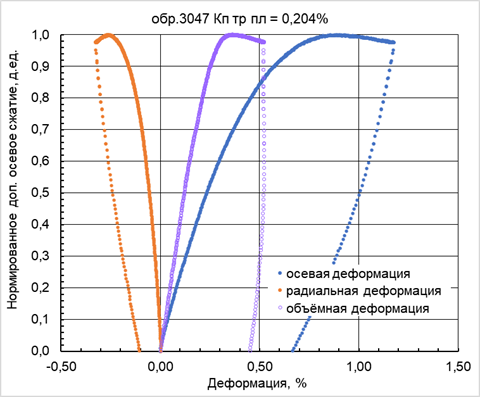 обр.3047 Кп тр пл = 0,204%
Нормированное доп. осевое сжатие, д.ед.
1,0
0,9
0,8
0,7
0,6
0,5
0,4
0,3
0,2
0,1
0,0
осевая деформация
радиальная деформация
объёмная деформация
-0,50 0,00 0,50 1,00 1,50
Деформация, %